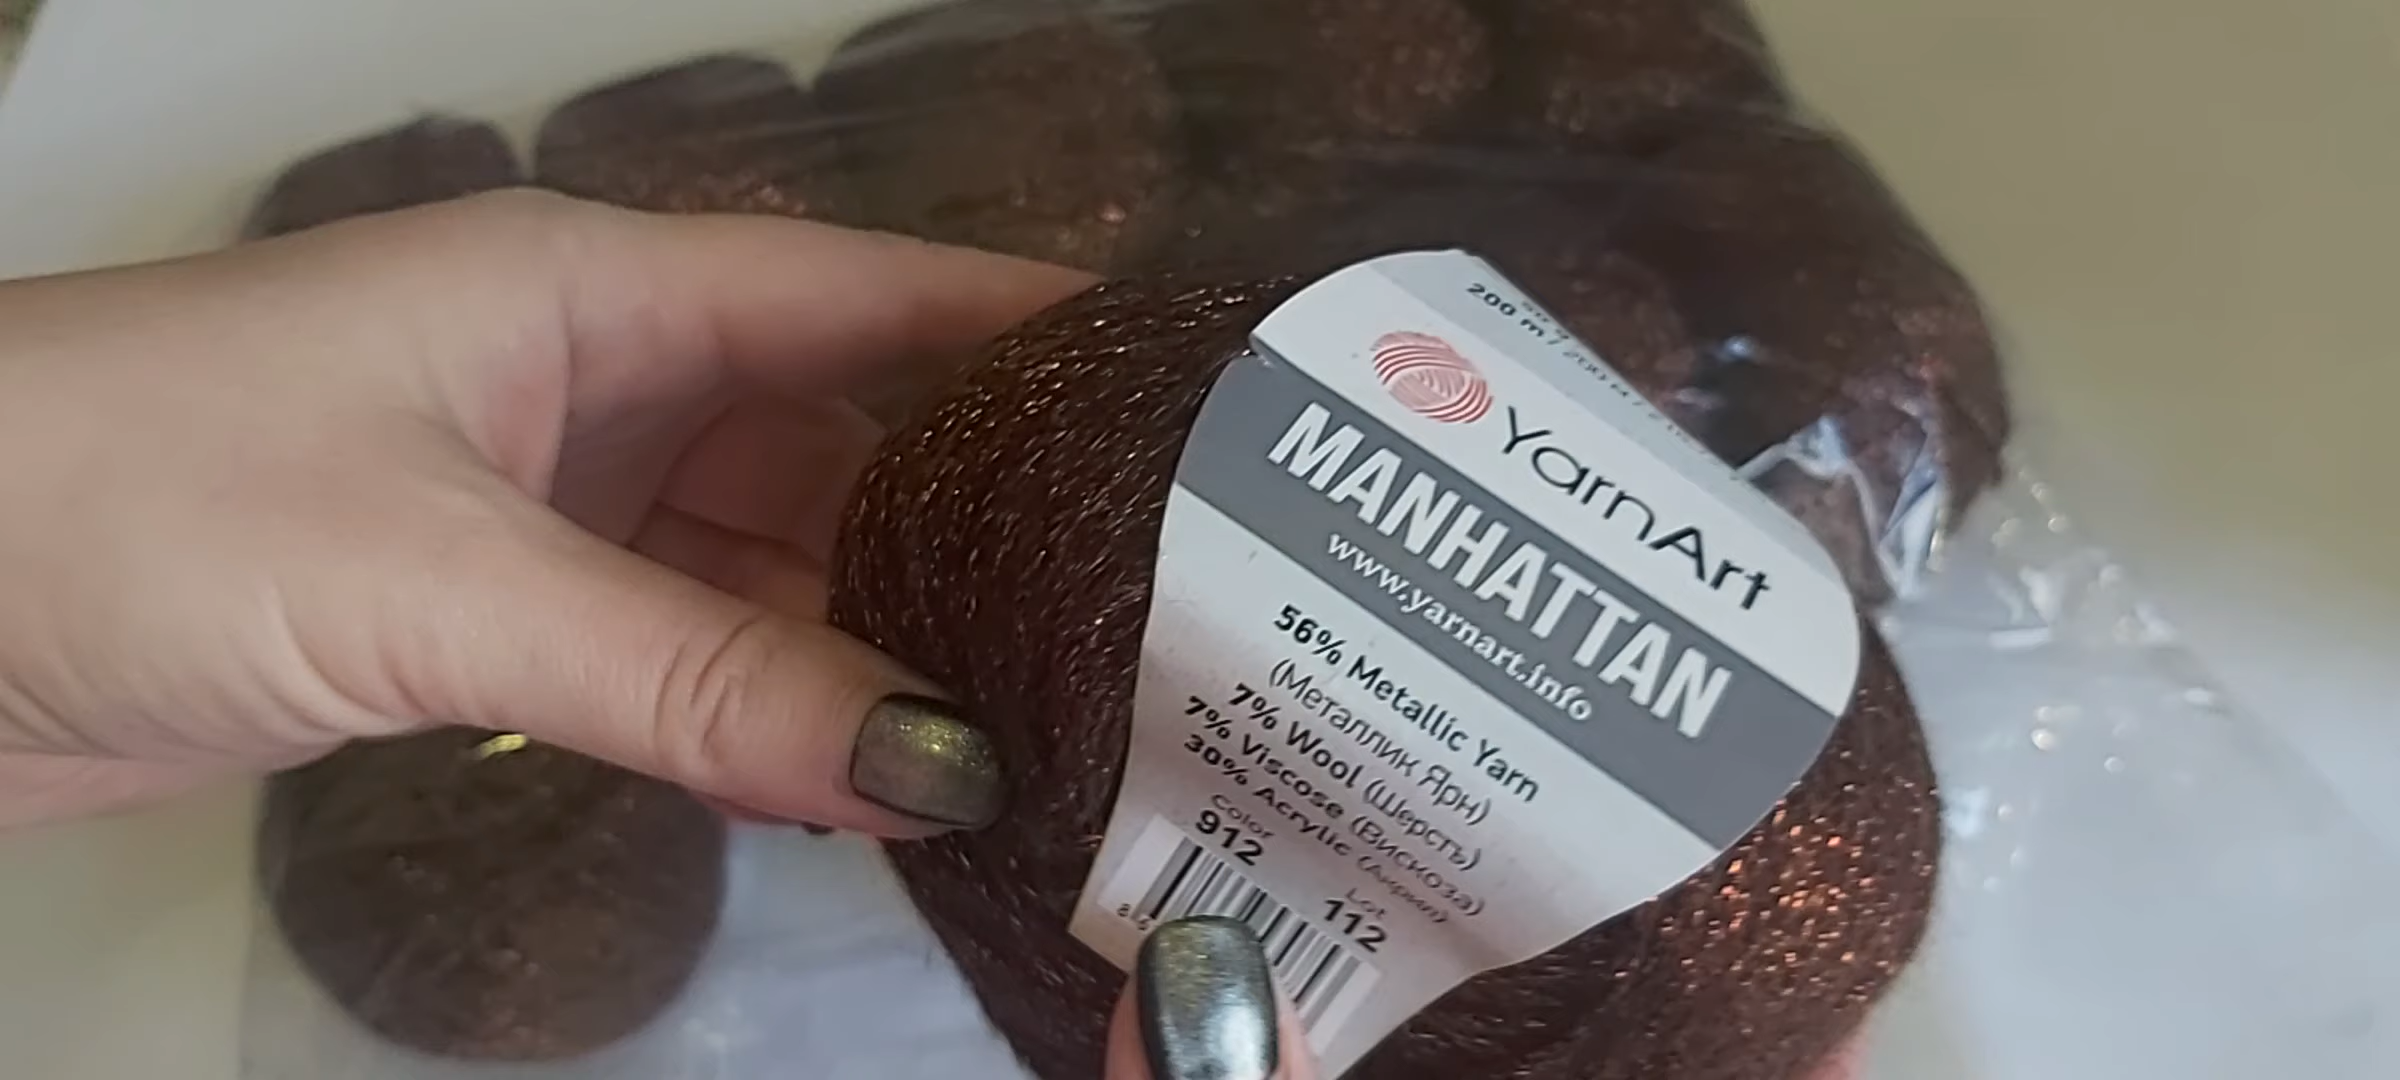 200 m /
YarnArt
MANHATTAN
www.yarnart.info
56% Metallic Yarn
(Металлик Ярн)
7% Wool (Шерсть)
7% Viscose (Вискоза)
30% Acrylic (Акрил)
Color
912
Lot
112
8